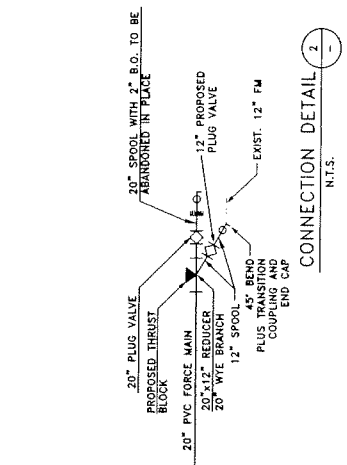 20" SPOOL WITH 2" B.O. TO BE
ABANDONED IN PLACE
20" PLUG VALVE
PROPOSED THRUST
BLOCK
12" PROPOSED
PLUG VALVE
20" PVC FORCE MAIN
20"x12" REDUCER
20" WYE BRANCH
12" SPOOL
EXIST. 12" FM
45° BEND
PLUS TRANSITION
COUPLING AND
END CAP
CONNECTION DETAIL
2
-
N.T.S.